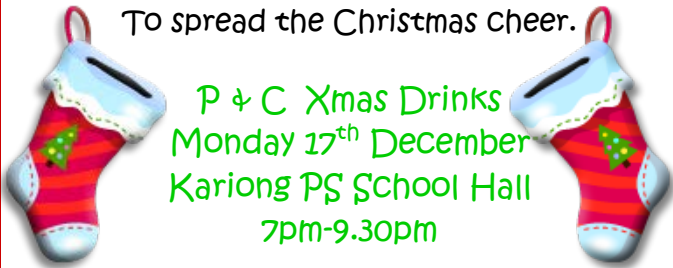 To spread the Christmas cheer.
P & C Xmas Drinks
Monday 17th December
Kariong PS School Hall
7pm-9.30pm